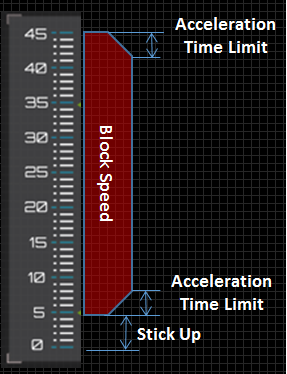 Acceleration
Time Limit
45
40
35
30
25
20
15
10
5
0
Block Speed
Acceleration
Time Limit
Stick Up